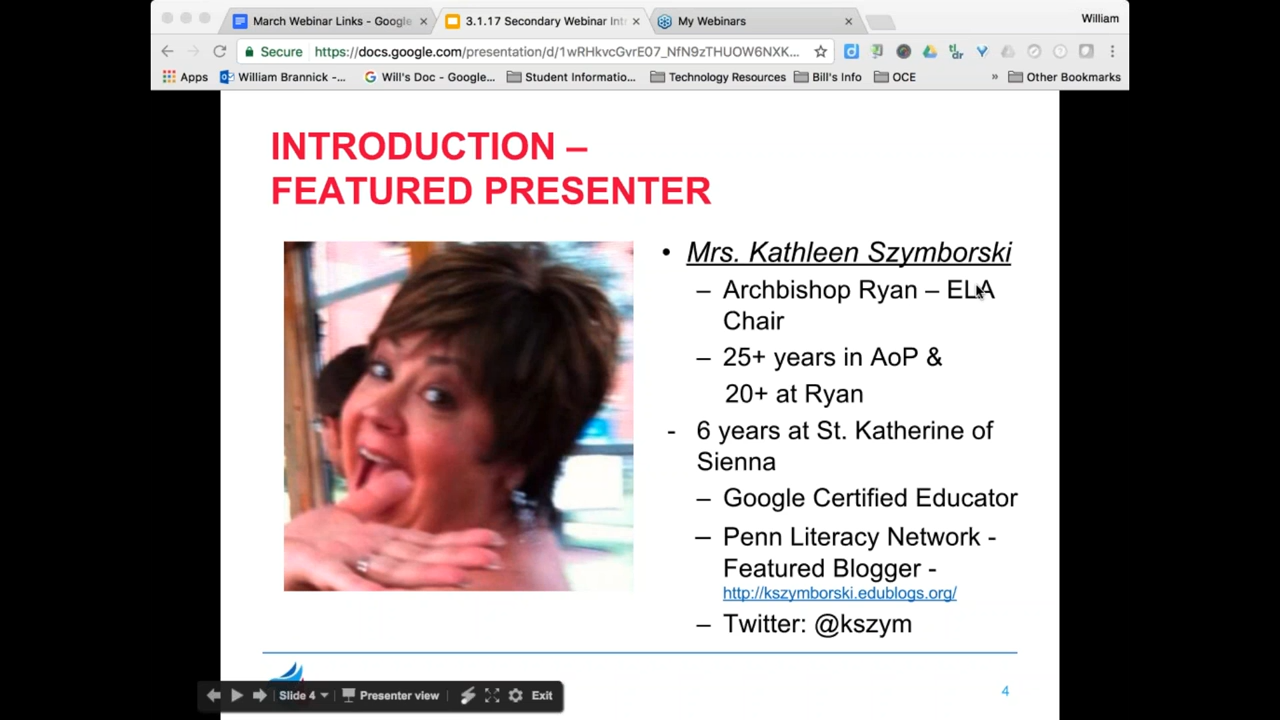 March Webinar Links - Google
3.1.17 Secondary Webinar Intr
My Webinars
William
Secure
https://docs.google.com/presentation/d/1wRHkvcGvrE07_NfN9zTHUOW6NXK...
tl;
dr
Apps
William Brannick -...
Will's Doc - Google...
Student Informatio...
Technology Resources
Bill's Info
OCE
»
Other Bookmarks
INTRODUCTION –
FEATURED PRESENTER
• Mrs. Kathleen Szymborski
– Archbishop Ryan – ELA
Chair
– 25+ years in AoP &
20+ at Ryan
- 6 years at St. Katherine of
Sienna
– Google Certified Educator
– Penn Literacy Network -
Featured Blogger -
http://kszymborski.edublogs.org/
– Twitter: @kszym
Slide 4
Presenter view
Exit
4